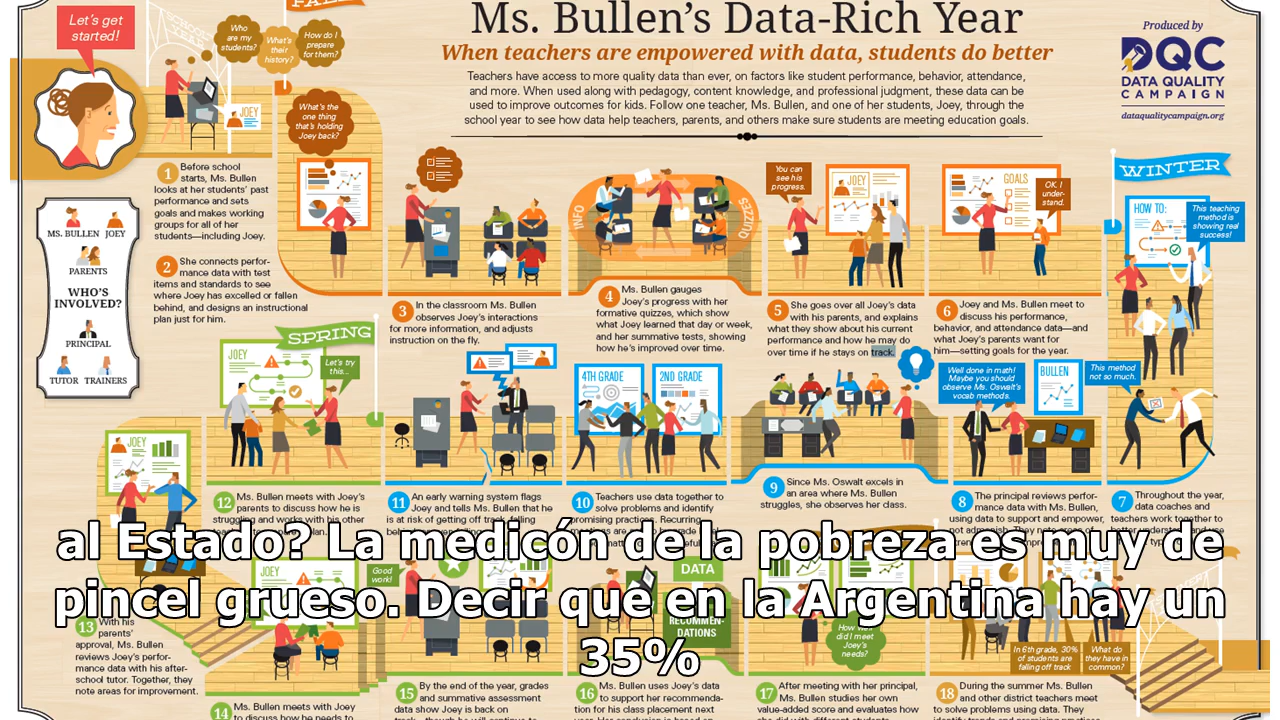 Let's get
started!
FALL
Who
are my
students?
What's
their
history?
How do I
prepare
for them?
Ms. Bullen's Data-Rich Year
When teachers are empowered with data, students do better
Teachers have access to more quality data than ever, on factors like student performance, behavior, attendance,
and more. When used along with pedagogy, content knowledge, and professional judgment, these data can be
used to improve outcomes for kids. Follow one teacher, Ms. Bullen, and one of her students, Joey, through the
school year to see how data help teachers, parents, and others make sure students are meeting education goals.
Produced by
DQC
DATA QUALITY
CAMPAIGN
dataqualitycampaign.org
JOEY
What's the
one thing
that's holding
Joey back?
1 Before school
starts, Ms. Bullen
looks at her students' past
performance and sets
goals and makes working
groups for all of her
students—including Joey.
2 She connects perfor-
mance data with test
items and standards to see
where Joey has excelled or fallen
behind, and designs an instructional
plan just for him.
MS. BULLEN JOEY
PARENTS
WHO'S
INVOLVED?
PRINCIPAL
TUTOR TRAINERS
3 In the classroom Ms. Bullen
observes Joey's interactions
for more information, and adjusts
instruction on the fly.
INFO
QUIZZES
4 Ms. Bullen gauges
Joey's progress with her
formative quizzes, which show
what Joey learned that day or week,
and her summative tests, showing
how he's improved over time.
You can
see his
progress.
JOEY
5 She goes over all Joey's data
with his parents, and explains
what they show about his current
performance and how he may do
over time if he stays on track.
GOALS
OK. I
under-
stand.
6 Joey and Ms. Bullen meet to
discuss his performance,
behavior, and attendance data—and
what Joey's parents want for
him—setting goals for the year.
WINTER
HOW TO:
This teaching
method is
showing real
success!
SPRING
JOEY
Let's try
this...
4TH GRADE
2ND GRADE
Well done in math!
Maybe you should
observe Ms. Oswalt's
vocab methods.
BULLEN
This method
not so much.
JOEY
12 Ms. Bullen meets with Joey's
parents to discuss how he is
struggling and works with his other
11 An early warning system flags
Joey and tells Ms. Bullen that he
is at risk of getting off track, falling
10 Teachers use data together to
solve problems and identify
promising practices. Recurring
9 Since Ms. Oswalt excels in
an area where Ms. Bullen
struggles, she observes her class.
8 The principal reviews perfor-
mance data with Ms. Bullen,
using data to support and empower,
7 Throughout the year,
data coaches and
teachers work together to
al Estado? La medicón de la pobreza es muy de
pincel grueso. Decir que en la Argentina hay un
35%
JOEY
Good
work!
DATA
RECOMMEN-
DATIONS
How well
did I meet
Joey's
needs?
In 6th grade, 30%
of students are
falling off track
What do
they have in
common?
13 With his
parents'
approval, Ms. Bullen
reviews Joey's perfor-
mance data with his after-
school tutor. Together, they
note areas for improvement.
14 Ms. Bullen meets with Joey
to discuss how he needs to
15 By the end of the year, grades
and summative assessment
data show Joey is back on
16 Ms. Bullen uses Joey's data
to support her recommenda-
tion for his class placement next
17 After meeting with her principal,
Ms. Bullen studies her own
value-added score and evaluates how
18 During the summer Ms. Bullen
and other district teachers meet
to solve problems using data. They